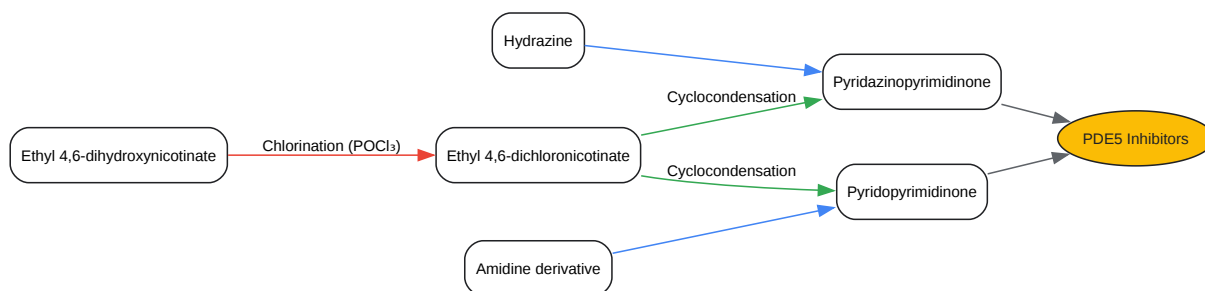 Hydrazine
Pyridazinopyrimidinone
Cyclocondensation
Ethyl 4,6-dihydroxynicotinate
Chlorination (POCl₃)
Ethyl 4,6-dichloronicotinate
PDE5 Inhibitors
Cyclocondensation
Pyridopyrimidinone
Amidine derivative